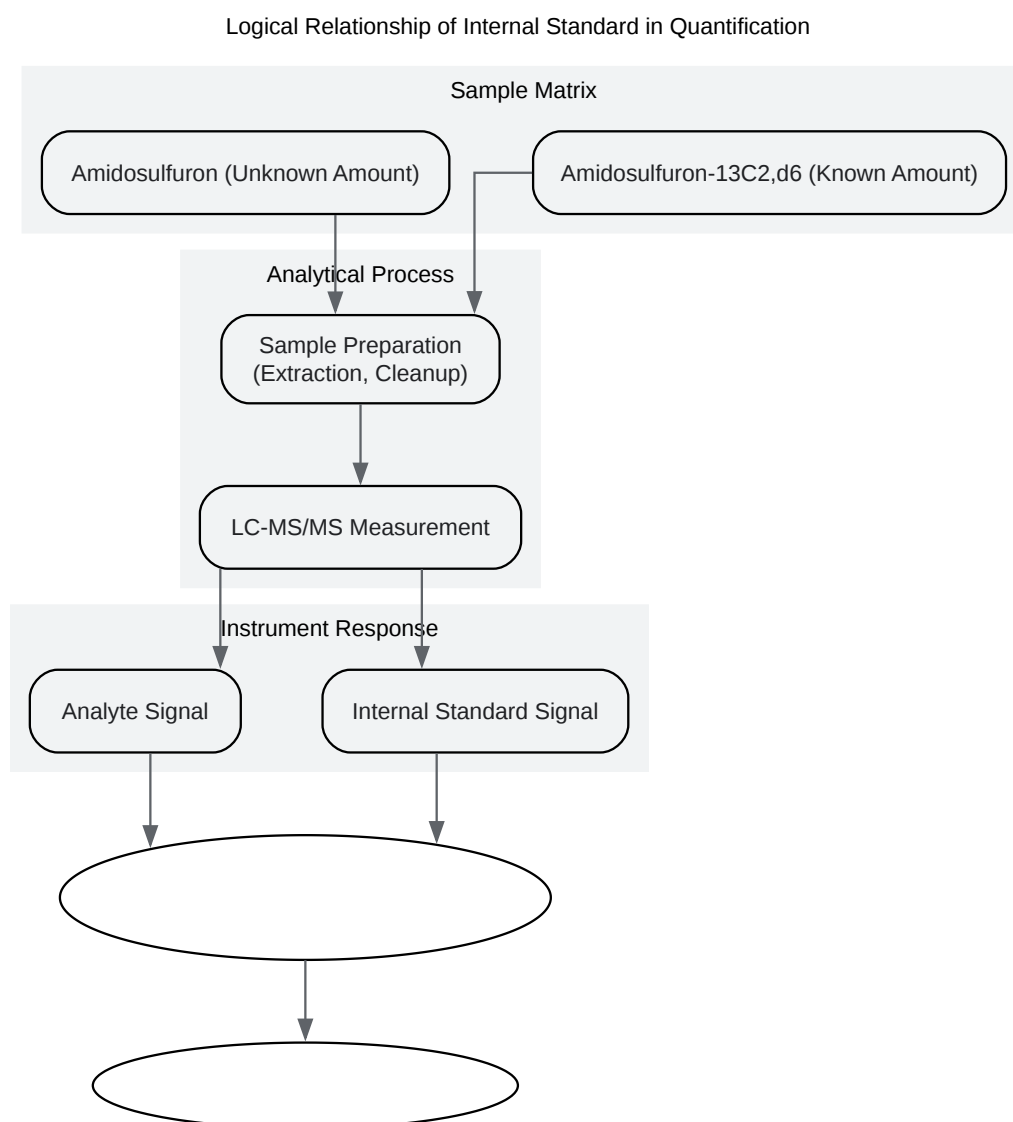 Logical Relationship of Internal Standard in Quantification
Sample Matrix
Amidosulfuron (Unknown Amount)
Amidosulfuron-13C2,d6 (Known Amount)
Analytical Process
Sample Preparation
(Extraction, Cleanup)
LC-MS/MS Measurement
Instrument Response
Analyte Signal
Internal Standard Signal